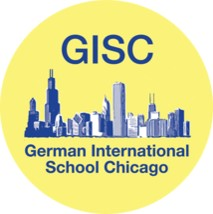 GISC
German International
School Chicago